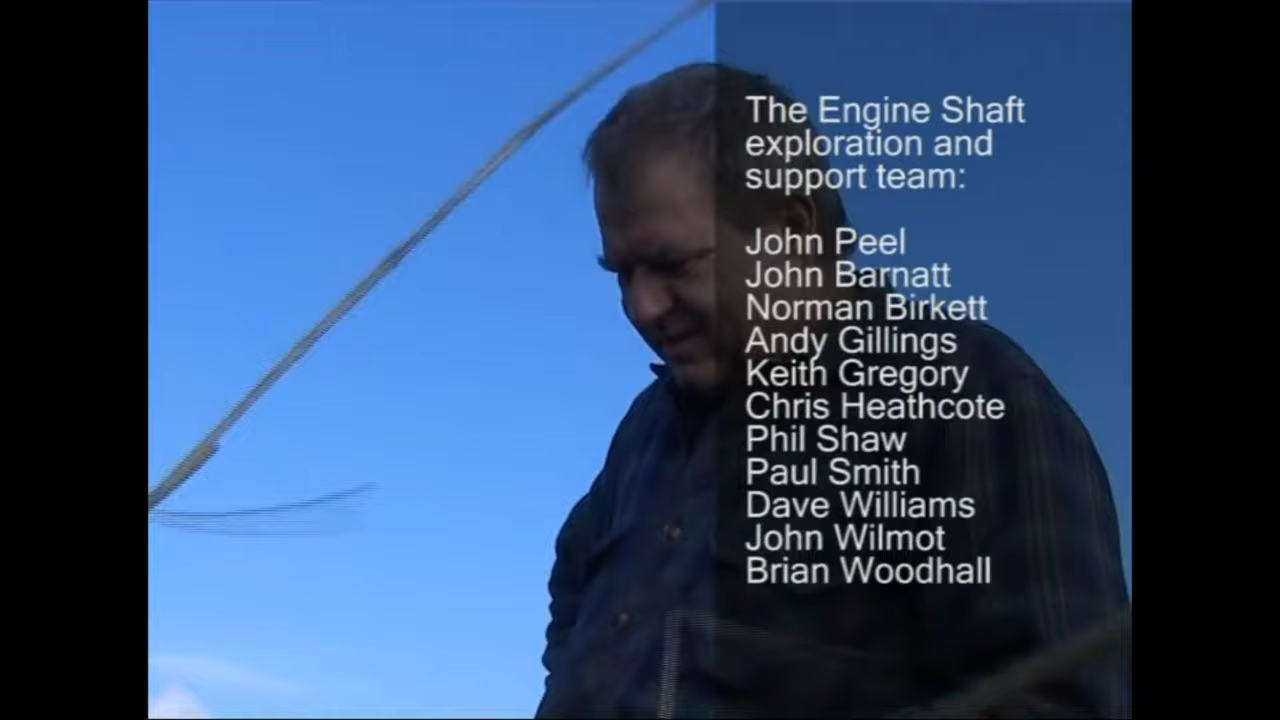 The Engine Shaft
exploration and
support team:
John Peel
John Barnatt
Norman Birkett
Andy Gillings
Keith Gregory
Chris Heathcote
Phil Shaw
Paul Smith
Dave Williams
John Wilmot
Brian Woodhall